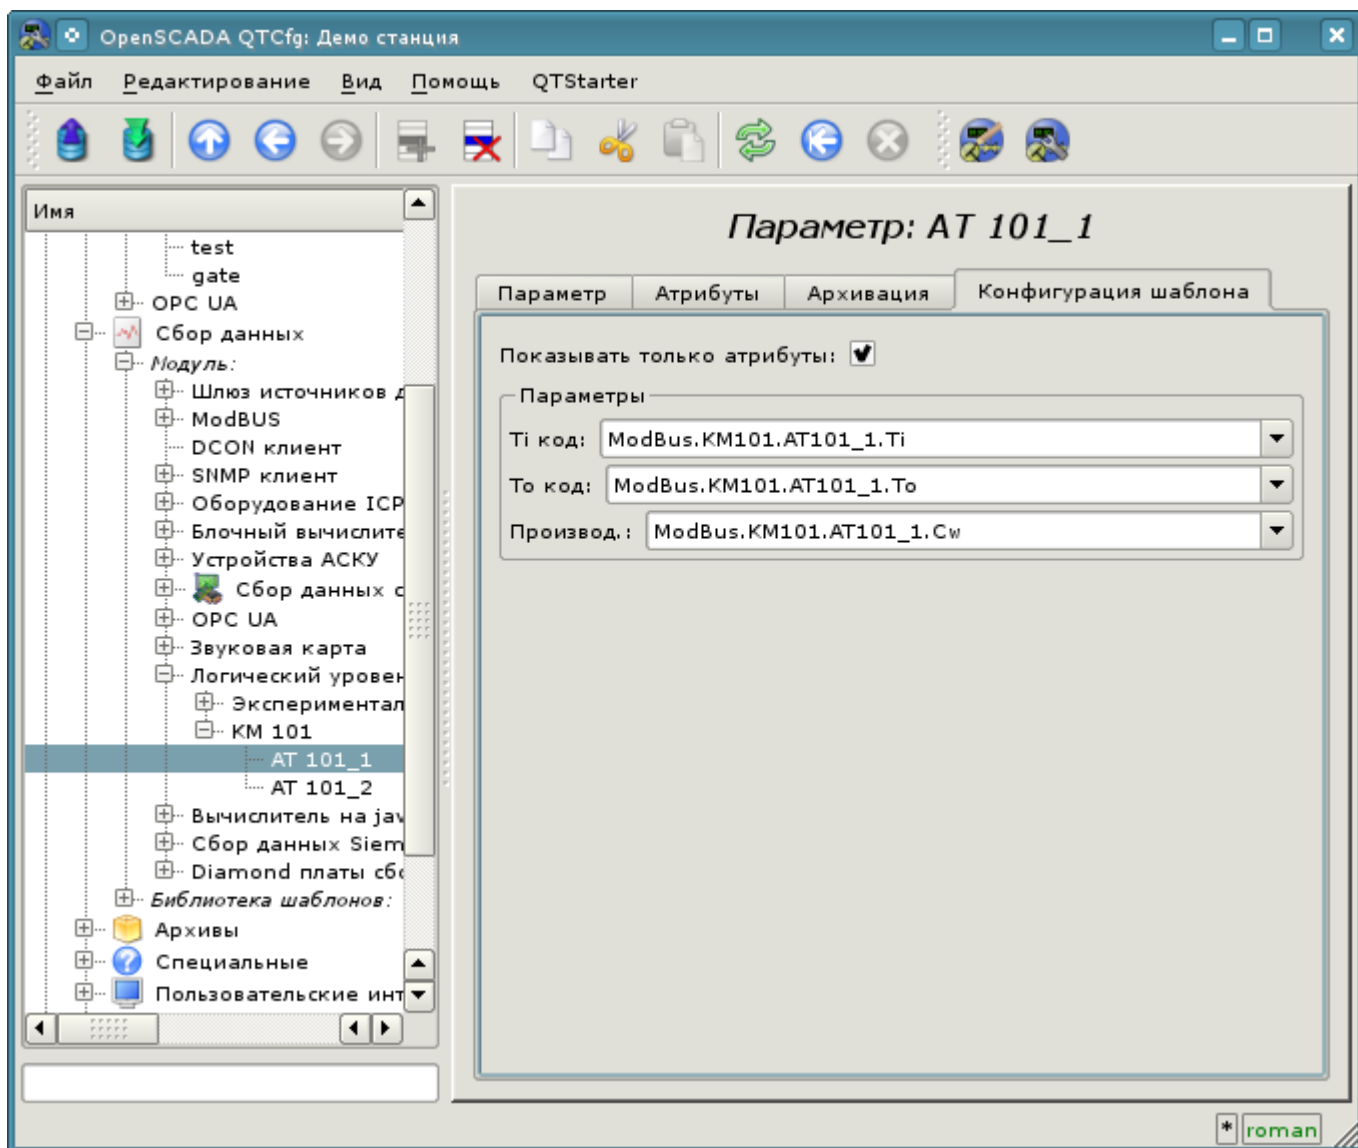 OpenSCADA QTCfg: Демо станция
Файл Редактирование Вид Помощь QTStarter
Имя
test
gate
OPC UA
Сбор данных
Модуль:
Шлюз источников д
ModBUS
DCON клиент
SNMP клиент
Оборудование ICP
Блочный вычислите
Устройства АСКУ
Сбор данных с
OPC UA
Звуковая карта
Логический уровен
Экспериментал
КМ 101
АТ 101_1
АТ 101_2
Вычислитель на jav
Сбор данных Siem
Diamond платы сбо
Библиотека шаблонов:
Архивы
Специальные
Пользовательские инт
Параметр: АТ 101_1
Параметр Атрибуты Архивация Конфигурация шаблона
Показывать только атрибуты:
Параметры
Ti код: ModBus.KM101.AT101_1.Ti
To код: ModBus.KM101.AT101_1.To
Производ.: ModBus.KM101.AT101_1.Cw
* roman